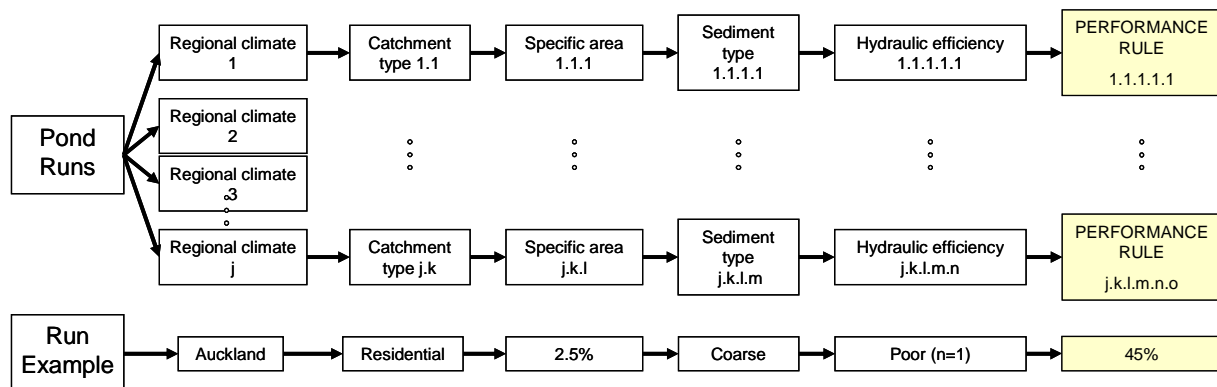 Pond
Runs
Regional climate
1
Catchment
type 1.1
Specific area
1.1.1
Sediment
type
1.1.1.1
Hydraulic efficiency
1.1.1.1.1
PERFORMANCE
RULE
1.1.1.1.1
Regional climate
2
Regional climate
3
Regional climate
j
Catchment
type j.k
Specific area
j.k.l
Sediment
type
j.k.l.m
Hydraulic efficiency
j.k.l.m.n
PERFORMANCE
RULE
j.k.l.m.n.o
Run
Example
Auckland
Residential
2.5%
Coarse
Poor (n=1)
45%